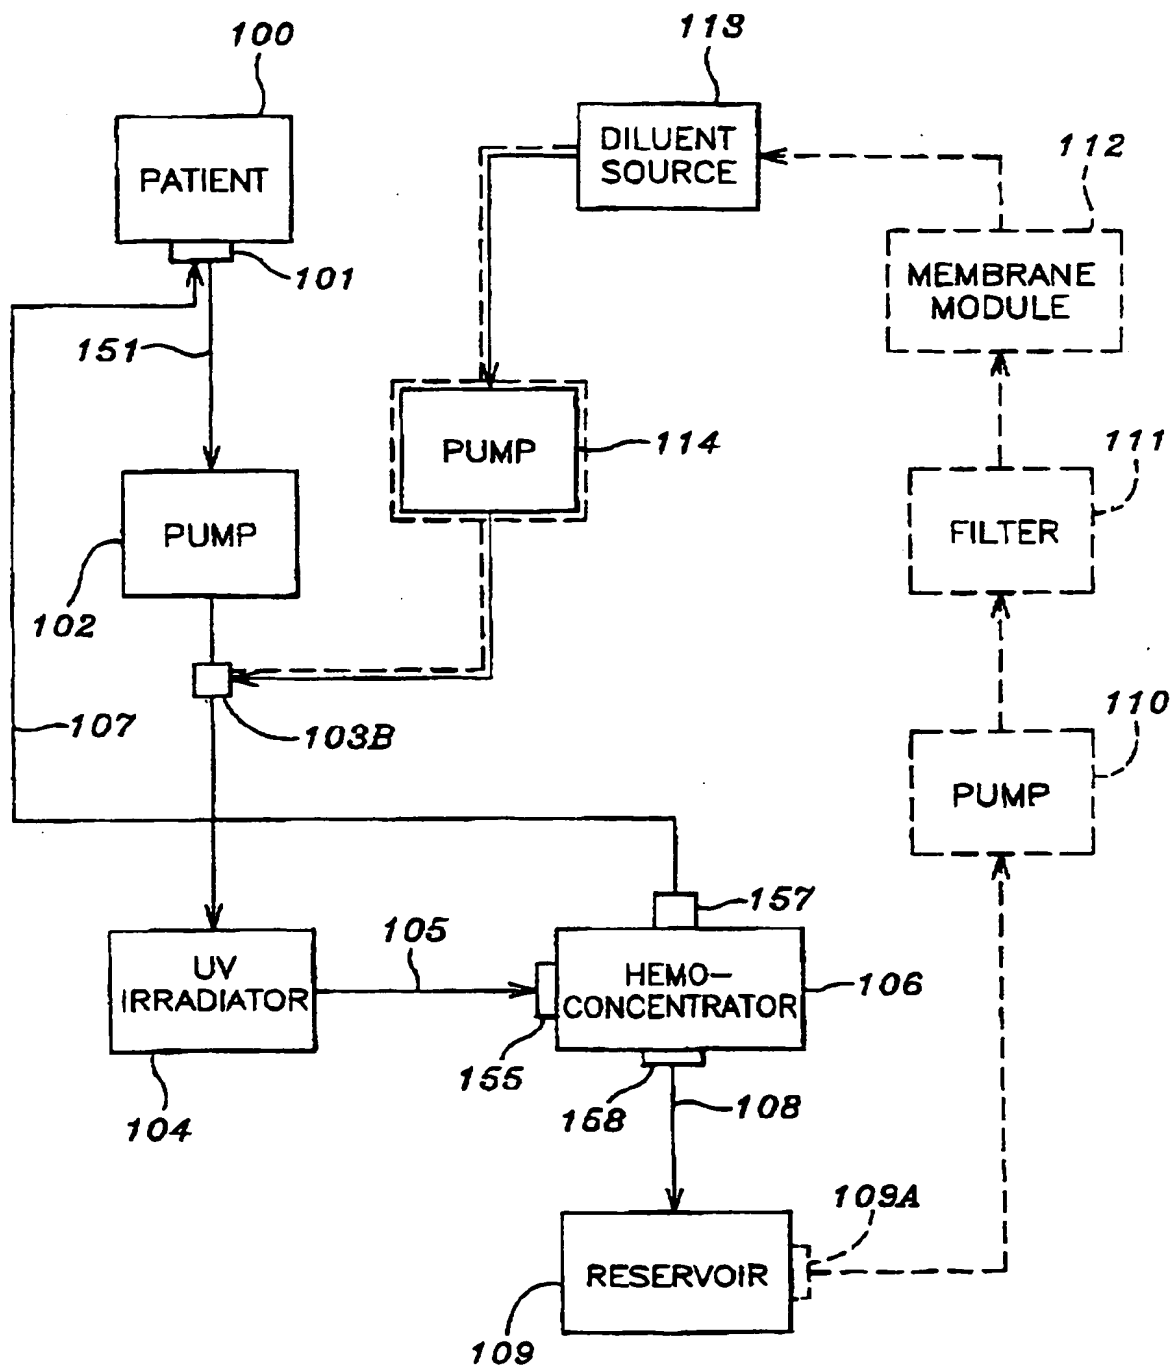 100
113
PATIENT
DILUENT
SOURCE
112
101
MEMBRANE
MODULE
151
PUMP
114
111
PUMP
FILTER
102
107
103B
110
PUMP
157
UV
IRRADIATOR
105
HEMO-
CONCENTRATOR
106
155
158
108
104
109A
RESERVOIR
109